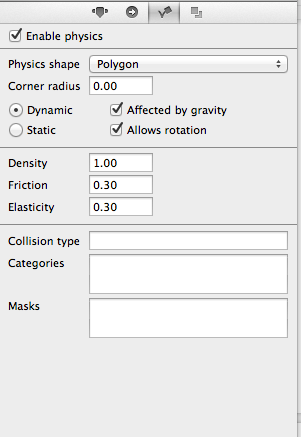 Enable physics
Physics shape Polygon
Corner radius 0.00
Dynamic Affected by gravity
Static Allows rotation
Density 1.00
Friction 0.30
Elasticity 0.30
Collision type
Categories
Masks